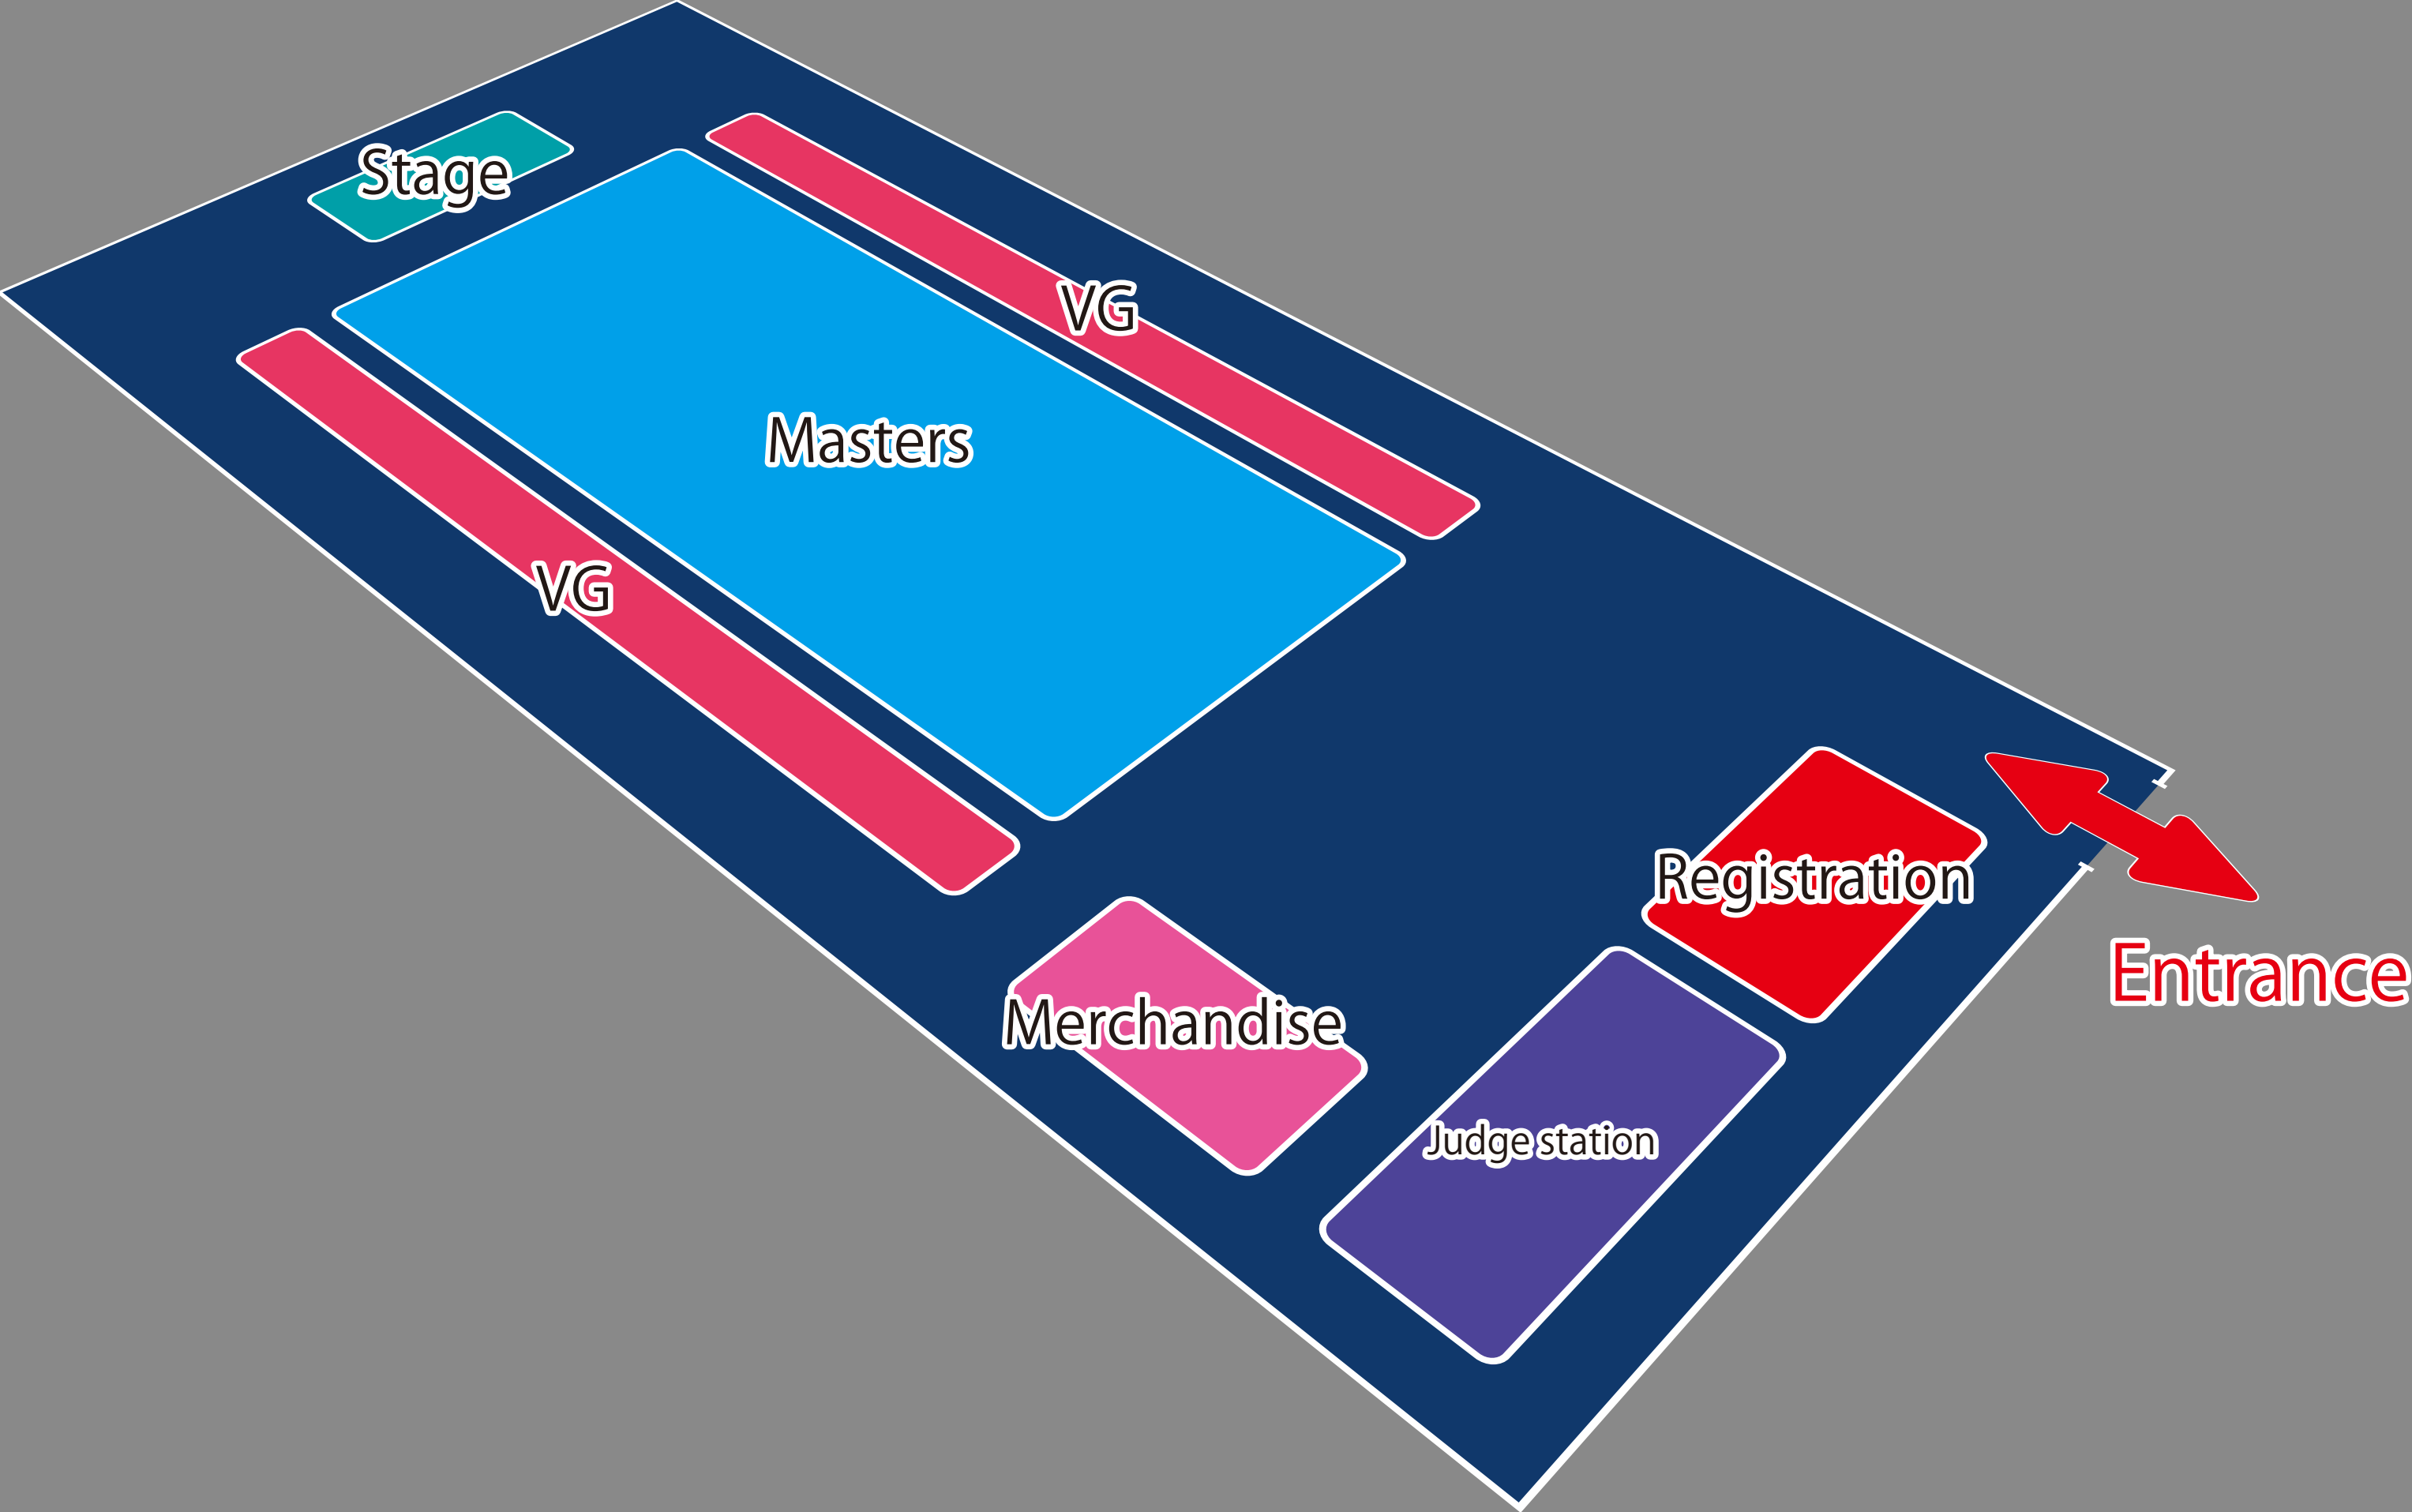 Stage
VG
Masters
VG
Registration
Entrance
Merchandise
Judge station